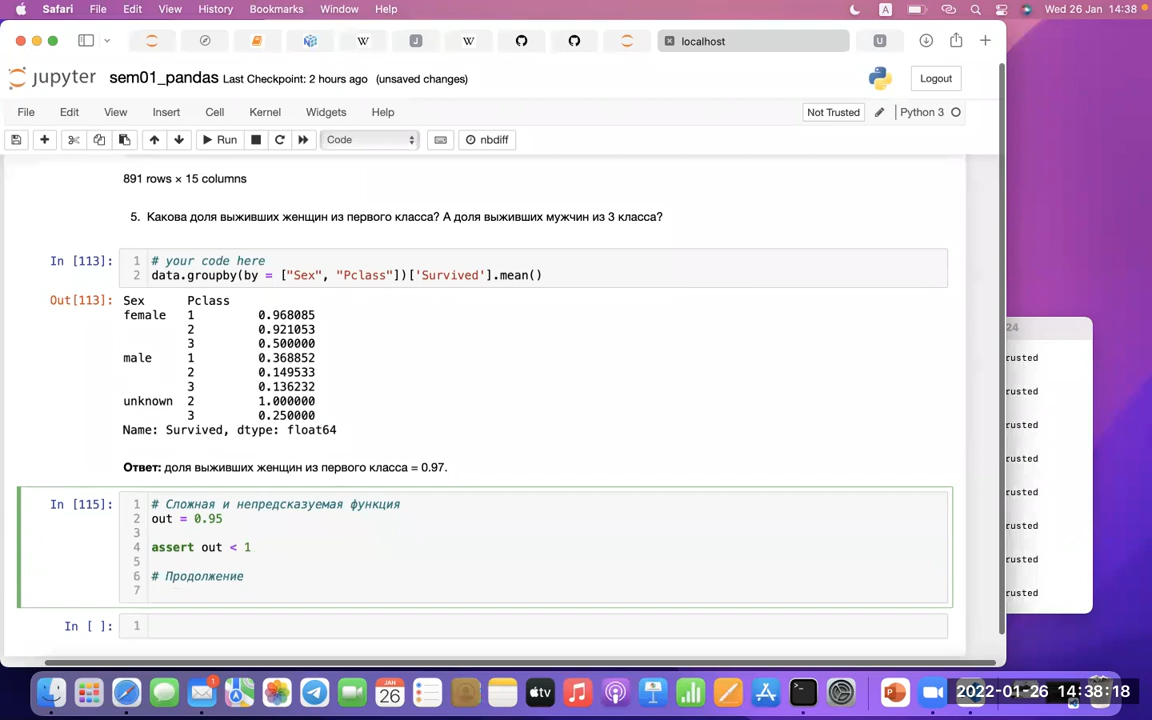 Safari File Edit View History Bookmarks Window Help A Wed 26 Jan 14:38
W J W localhost U
jupyter sem01_pandas Last Checkpoint: 2 hours ago (unsaved changes) Logout
File Edit View Insert Cell Kernel Widgets Help Not Trusted Python 3
Run Code nbdiff
891 rows × 15 columns
5. Какова доля выживших женщин из первого класса? А доля выживших мужчин из 3 класса?
In [113]: 1 # your code here
2 data.groupby(by = ["Sex", "Pclass"])['Survived'].mean()
Out[113]: Sex Pclass
female 1 0.968085
2 0.921053
3 0.500000
male 1 0.368852
2 0.149533
3 0.136232
unknown 2 1.000000
3 0.250000
Name: Survived, dtype: float64
Ответ: доля выживших женщин из первого класса = 0.97.
In [115]: 1 # Сложная и непредсказуемая функция
2 out = 0.95
3
4 assert out < 1
5
6 # Продолжение
7
In [ ]: 1
24
rusted
rusted
rusted
rusted
rusted
rusted
rusted
rusted
1 JAN 26 tv P 2022-01-26 14:38:18